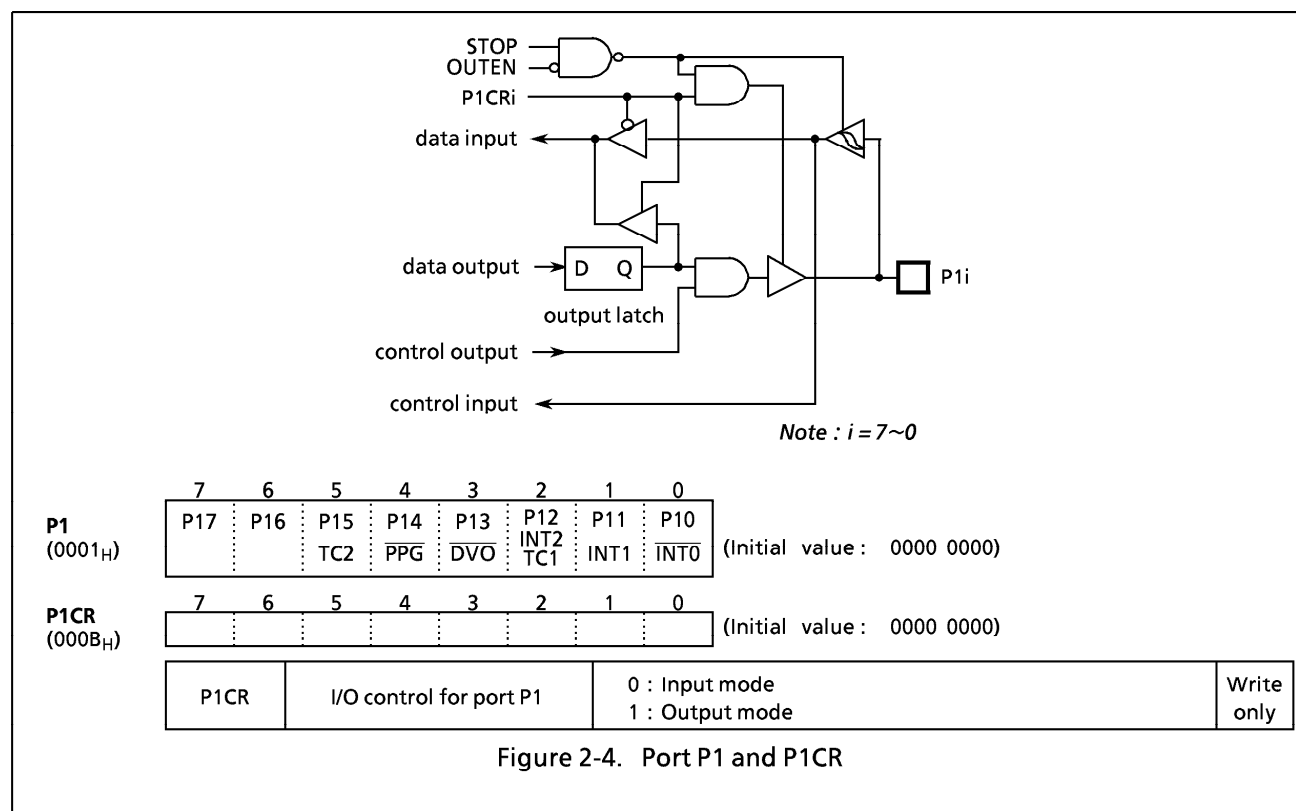 STOP
OUTEN
P1CRi
data input
data output
D Q
P1i
output latch
control output
control input
Note : i = 7~0
7 6 5 4 3 2 1 0
P1
(0001H)
P17 P16 P15 P14 P13 P12 P11 P10
TC2 PPG DVO INT2 TC1 INT1 INT0
(Initial value : 0000 0000)
7 6 5 4 3 2 1 0
P1CR
(000BH)
(Initial value : 0000 0000)
P1CR I/O control for port P1 0 : Input mode Write
1 : Output mode only
Figure 2-4. Port P1 and P1CR